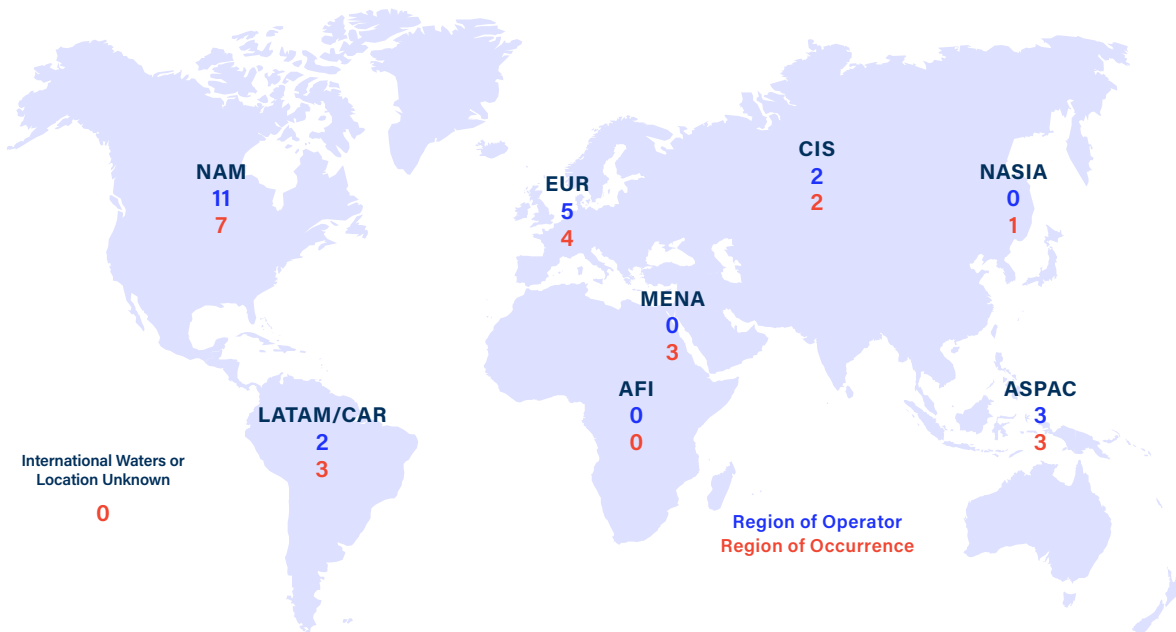 NAM
11
7
EUR
5
4
CIS
2
2
NASIA
0
1
MENA
0
3
AFI
0
0
ASPAC
3
3
LATAM/CAR
2
3
International Waters or
Location Unknown
0
Region of Operator
Region of Occurrence